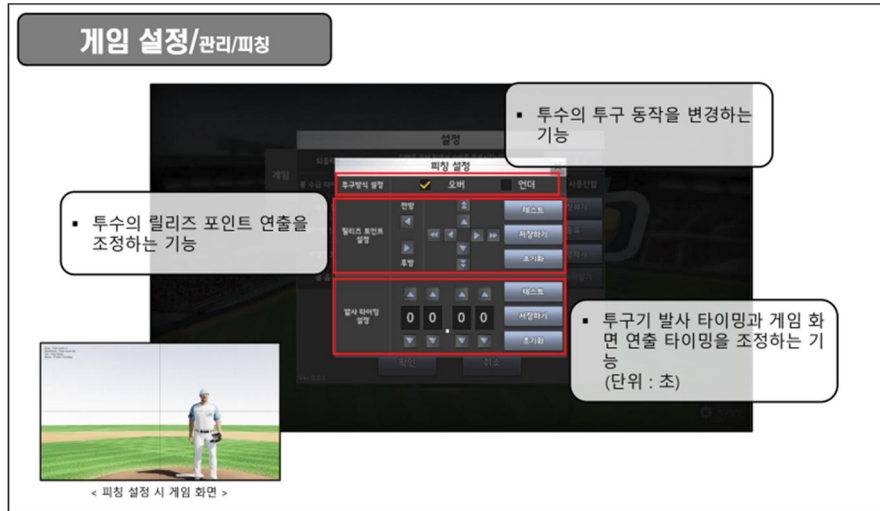 게임 설정/관리/피칭
▪ 투수의 투구 동작을 변경하는
기능
설정
피칭 설정
게임
투구방식 설정 오버 언더
사용안함
▪ 투수의 릴리즈 포인트 연출을
조정하는 기능
전방
릴리즈 포인트
설정
후방
테스트
저장하기
초기화
발사 타이밍
설정
0 0 . 0 0
테스트
저장하기
초기화
▪ 투구기 발사 타이밍과 게임 화
면 연출 타이밍을 조정하는 기
능
(단위 : 초)
확인 취소
< 피칭 설정 시 게임 화면 >